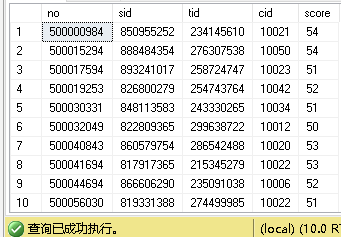 no sid tid cid score
1 500000984 850955252 234145610 10021 54
2 500015294 888484354 276307538 10050 54
3 500017594 893241017 258724747 10023 51
4 500019253 826800279 254743764 10042 52
5 500030331 848113583 243330265 10034 51
6 500032049 822809365 299638722 10012 50
7 500040843 860579754 286542488 10020 53
8 500041694 817917365 215345279 10022 53
9 500044694 866606290 235091038 10006 52
10 500056030 819331388 274499985 10022 51
查询已成功执行。 (local) (10.0 RT